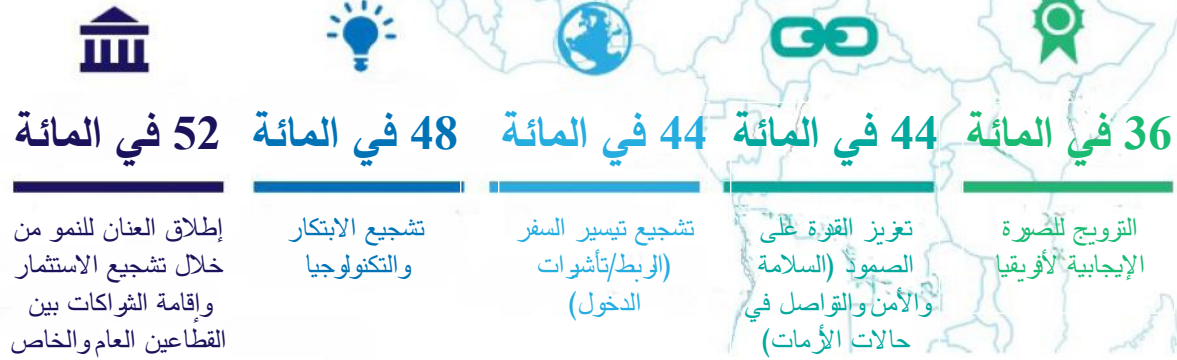 36 في المائة
التزويج للصورة
الإيجابية لأفريقيا
44 في المائة
تعزيز القدرة على
الصمود (السلامة
والأمن والتواصل في
حالات الأزمات)
44 في المائة
تشجيع تيسير السفر
(الربط/تأشيرات
الدخول)
48 في المائة
تشجيع الابتكار
والتكنولوجيا
52 في المائة
إطلاق العنان للنمو من
خلال تشجيع الاستثمار
وإقامة الشراكات بين
القطاعين العام والخاص